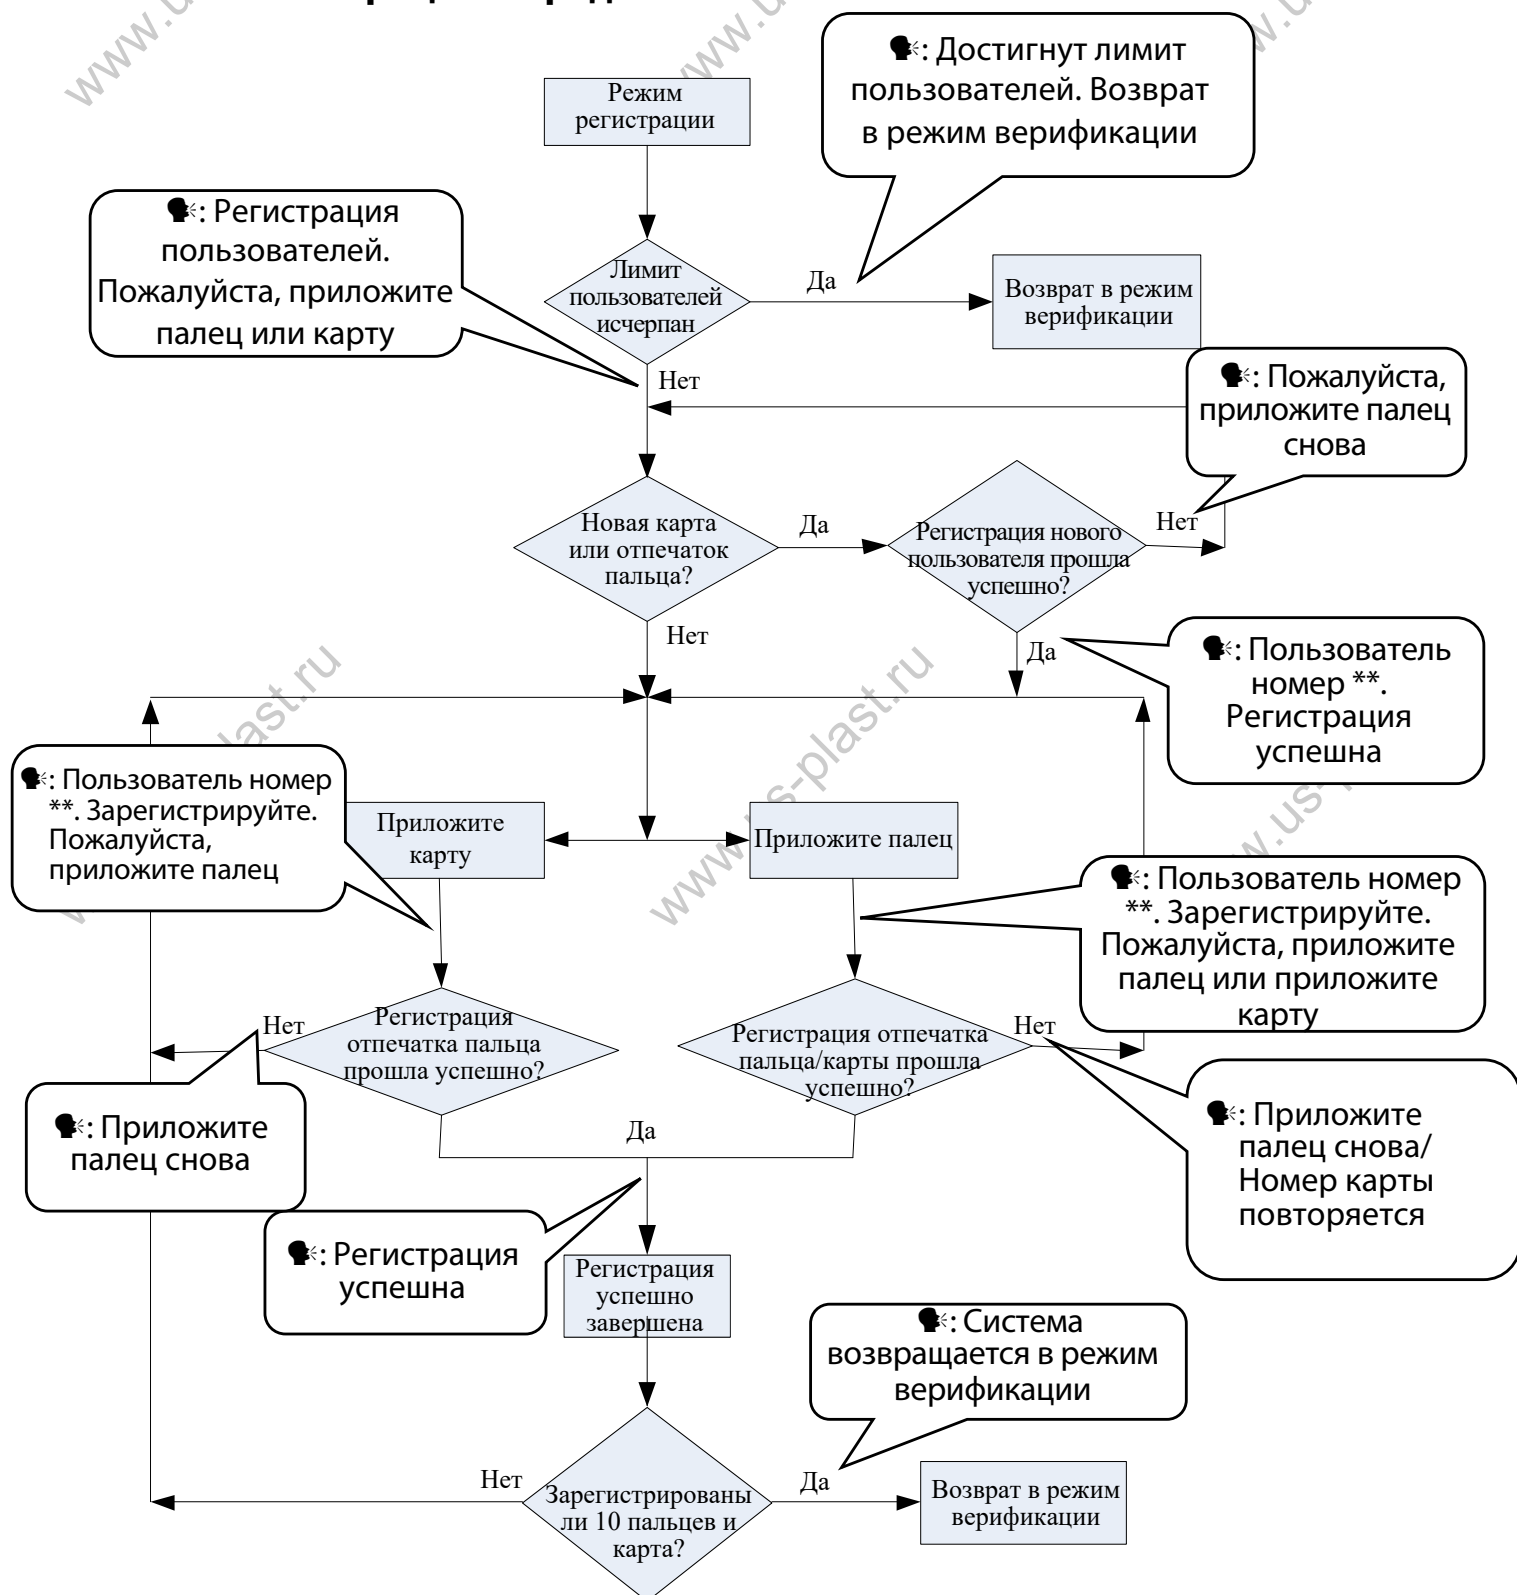 Режим
регистрации
🗣: Достигнут лимит
пользователей. Возврат
в режим верификации
🗣: Регистрация
пользователей.
Пожалуйста, приложите
палец или карту
Лимит
пользователей
исчерпан
Да
Возврат в режим
верификации
Нет
🗣: Пожалуйста,
приложите палец
снова
Новая карта
или отпечаток
пальца?
Да
Регистрация нового
пользователя прошла
успешно?
Нет
Нет
Да
🗣: Пользователь
номер **.
Регистрация
успешна
🗣: Пользователь номер
**. Зарегистрируйте.
Пожалуйста,
приложите палец
Приложите
карту
Приложите палец
🗣: Пользователь номер
**. Зарегистрируйте.
Пожалуйста, приложите
палец или приложите
карту
Нет
Регистрация
отпечатка пальца
прошла успешно?
Регистрация отпечатка
пальца/карты прошла
успешно?
Нет
🗣: Приложите
палец снова
Да
🗣: Приложите
палец снова/
Номер карты
повторяется
🗣: Регистрация
успешна
Регистрация
успешно
завершена
🗣: Система
возвращается в режим
верификации
Нет
Зарегистрированы
ли 10 пальцев и
карта?
Да
Возврат в режим
верификации
www.us-plast.ru